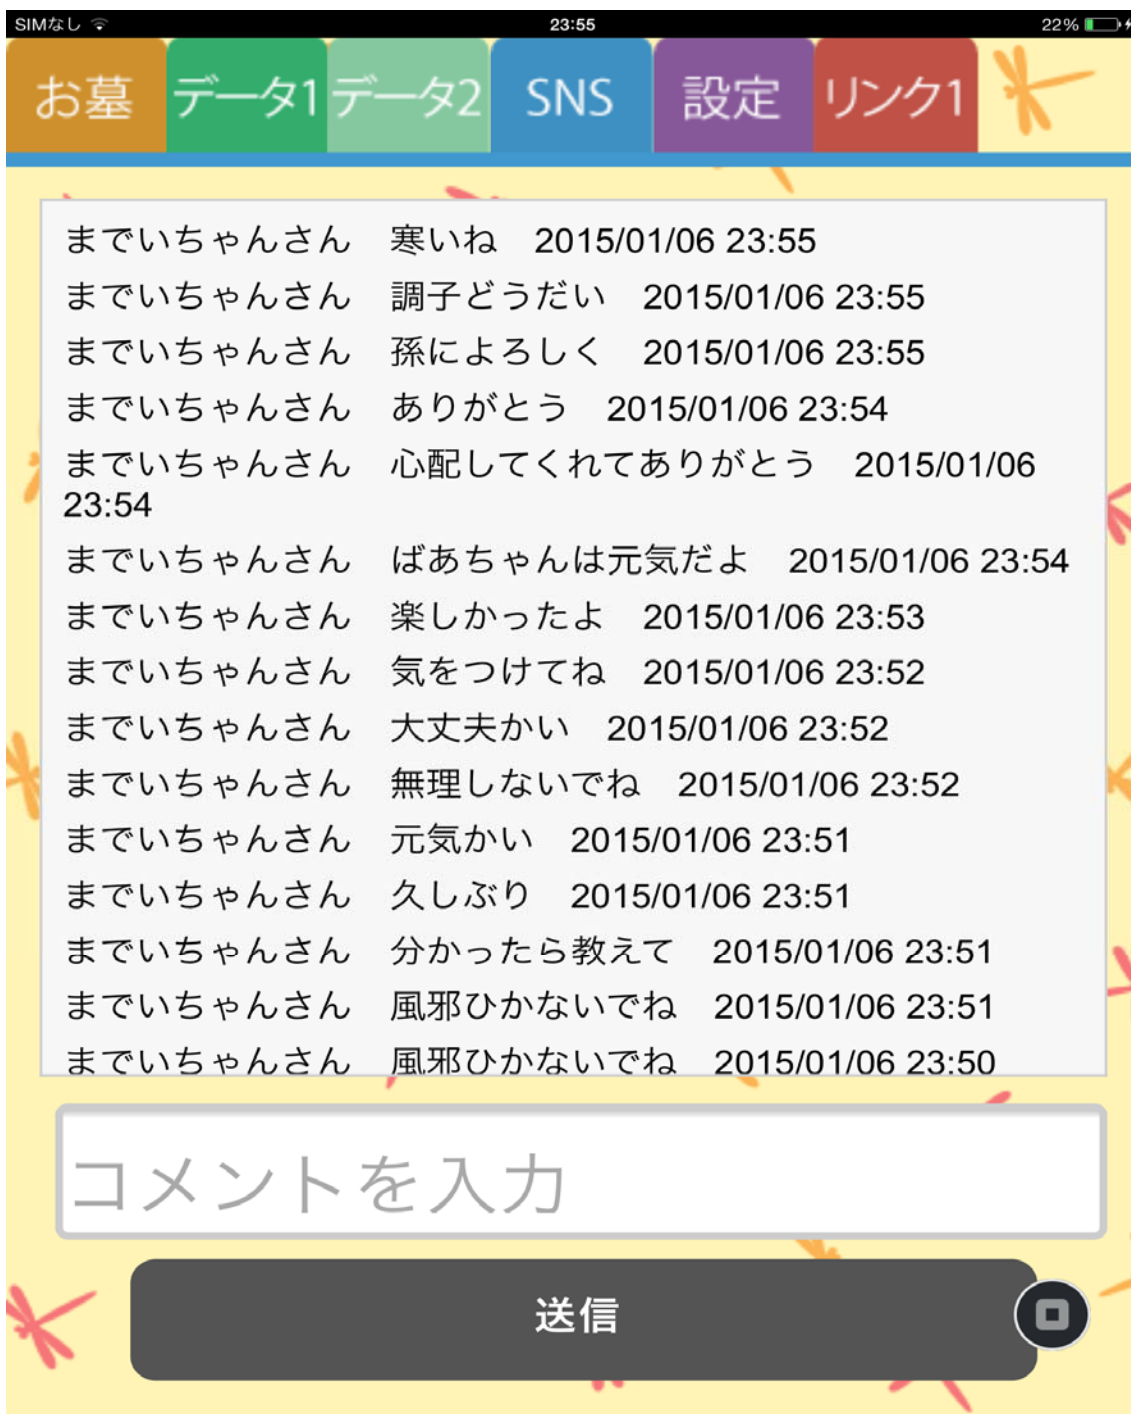 SIMなし 23:55 22%
お墓 データ1 データ2 SNS 設定 リンク1
までいちゃんさん　寒いね　2015/01/06 23:55
までいちゃんさん　調子どうだい　2015/01/06 23:55
までいちゃんさん　孫によろしく　2015/01/06 23:55
までいちゃんさん　ありがとう　2015/01/06 23:54
までいちゃんさん　心配してくれてありがとう　2015/01/06
23:54
までいちゃんさん　ばあちゃんは元気だよ　2015/01/06 23:54
までいちゃんさん　楽しかったよ　2015/01/06 23:53
までいちゃんさん　気をつけてね　2015/01/06 23:52
までいちゃんさん　大丈夫かい　2015/01/06 23:52
までいちゃんさん　無理しないでね　2015/01/06 23:52
までいちゃんさん　元気かい　2015/01/06 23:51
までいちゃんさん　久しぶり　2015/01/06 23:51
までいちゃんさん　分かったら教えて　2015/01/06 23:51
までいちゃんさん　風邪ひかないでね　2015/01/06 23:51
までいちゃんさん　風邪ひかないでね　2015/01/06 23:50
コメントを入力
送信